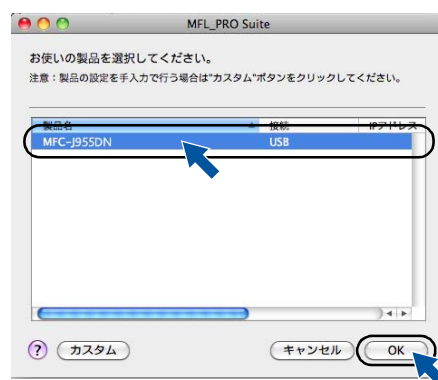 MFL_PRO Suite
お使いの製品を選択してください。
注意：製品の設定を手入力で行う場合は"カスタム"ボタンをクリックしてください。
製品名 接続 IPアドレス
MFC-J955DN USB
? カスタム キャンセル OK